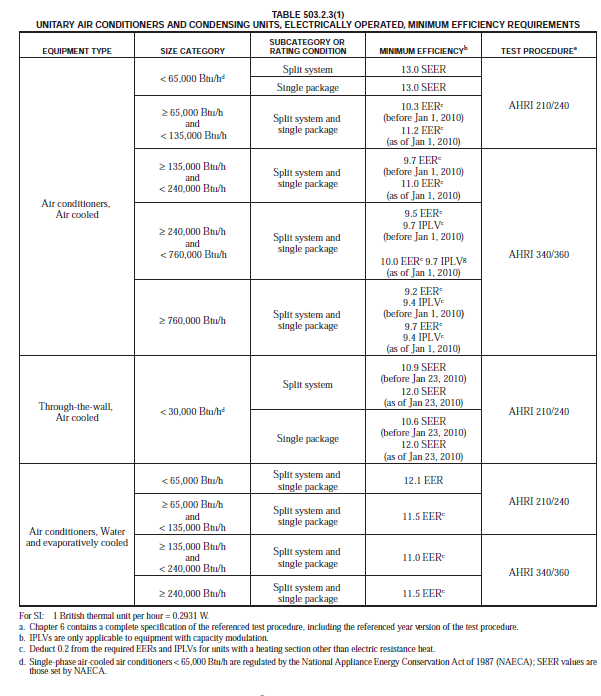 TABLE 503.2.3(1)
UNITARY AIR CONDITIONERS AND CONDENSING UNITS, ELECTRICALLY OPERATED, MINIMUM EFFICIENCY REQUIREMENTS
EQUIPMENT TYPE
SIZE CATEGORY
SUBCATEGORY OR
RATING CONDITION
MINIMUM EFFICIENCYᵇ
TEST PROCEDUREᵃ
Air conditioners,
Air cooled
< 65,000 Btu/hᵈ
Split system
13.0 SEER
Single package
13.0 SEER
AHRI 210/240
≥ 65,000 Btu/h
and
< 135,000 Btu/h
Split system and
single package
10.3 EERᶜ
(before Jan 1, 2010)
11.2 EERᶜ
(as of Jan 1, 2010)
≥ 135,000 Btu/h
and
< 240,000 Btu/h
Split system and
single package
9.7 EERᶜ
(before Jan 1, 2010)
11.0 EERᶜ
(as of Jan 1, 2010)
AHRI 340/360
≥ 240,000 Btu/h
and
< 760,000 Btu/h
Split system and
single package
9.5 EERᶜ
9.7 IPLVᶜ
(before Jan 1, 2010)
10.0 EERᶜ 9.7 IPLVᵍ
(as of Jan 1, 2010)
≥ 760,000 Btu/h
Split system and
single package
9.2 EERᶜ
9.4 IPLVᶜ
(before Jan 1, 2010)
9.7 EERᶜ
9.4 IPLVᶜ
(as of Jan 1, 2010)
Through-the-wall,
Air cooled
< 30,000 Btu/hᵈ
Split system
10.9 SEER
(before Jan 23, 2010)
12.0 SEER
(as of Jan 23, 2010)
AHRI 210/240
Single package
10.6 SEER
(before Jan 23, 2010)
12.0 SEER
(as of Jan 23, 2010)
Air conditioners, Water
and evaporatively cooled
< 65,000 Btu/h
Split system and
single package
12.1 EER
AHRI 210/240
≥ 65,000 Btu/h
and
< 135,000 Btu/h
Split system and
single package
11.5 EERᶜ
≥ 135,000 Btu/h
and
< 240,000 Btu/h
Split system and
single package
11.0 EERᶜ
AHRI 340/360
≥ 240,000 Btu/h
Split system and
single package
11.5 EERᶜ
For SI: 1 British thermal unit per hour = 0.2931 W.
a. Chapter 6 contains a complete specification of the referenced test procedure, including the referenced year version of the test procedure.
b. IPLVs are only applicable to equipment with capacity modulation.
c. Deduct 0.2 from the required EERs and IPLVs for units with a heating section other than electric resistance heat.
d. Single-phase air-cooled air conditioners < 65,000 Btu/h are regulated by the National Appliance Energy Conservation Act of 1987 (NAECA); SEER values are
those set by NAECA.